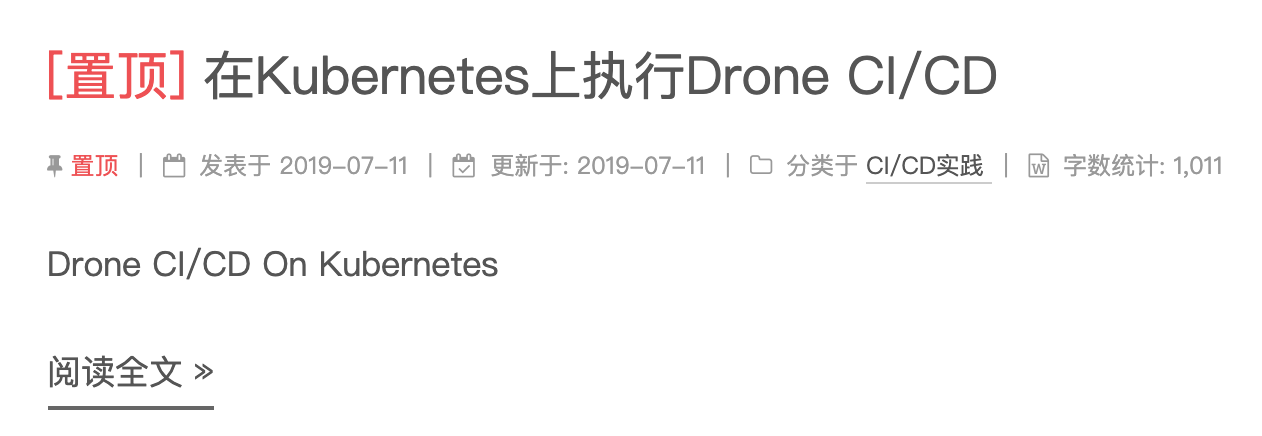 [置顶] 在Kubernetes上执行Drone CI/CD
置顶 | 发表于 2019-07-11 | 更新于: 2019-07-11 | 分类于 CI/CD实践 | 字数统计: 1,011
Drone CI/CD On Kubernetes
阅读全文 »